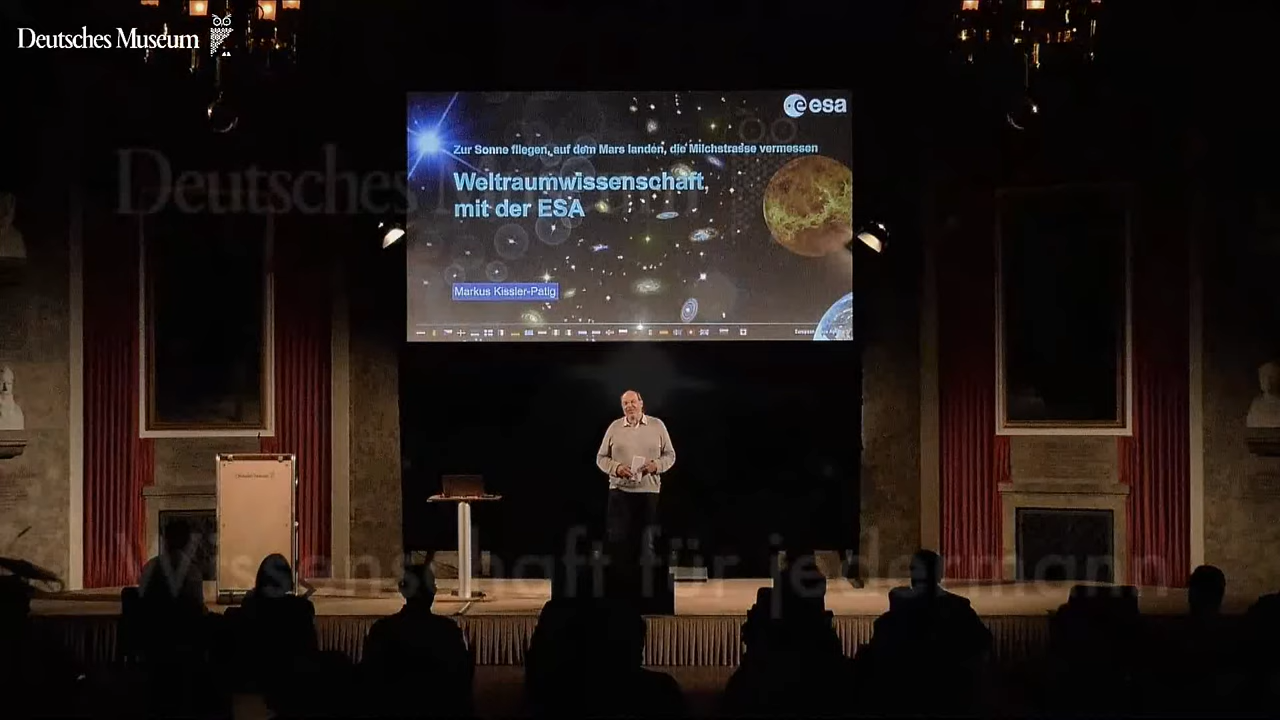 Deutsches Museum
esa
Zur Sonne fliegen, auf dem Mars landen, die Milchstrasse vermessen
Weltraumwissenschaft
mit der ESA
Markus Kissler-Patig
Deutsches M
Wissenschaft für jedermann